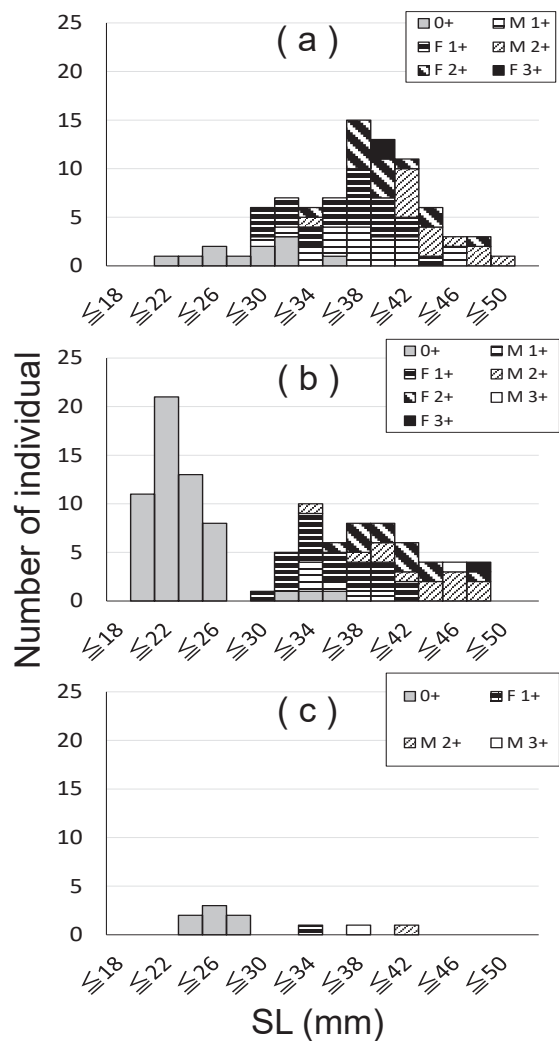 ( a )
0+ M 1+
F 1+ M 2+
F 2+ F 3+
25
20
15
10
5
0
≦18 ≦22 ≦26 ≦30 ≦34 ≦38 ≦42 ≦46 ≦50
( b )
0+ M 1+
F 1+ M 2+
F 2+ M 3+
F 3+
25
20
15
10
5
0
≦18 ≦22 ≦26 ≦30 ≦34 ≦38 ≦42 ≦46 ≦50
Number of individual
( c )
0+ F 1+
M 2+ M 3+
25
20
15
10
5
0
≦18 ≦22 ≦26 ≦30 ≦34 ≦38 ≦42 ≦46 ≦50
SL (mm)